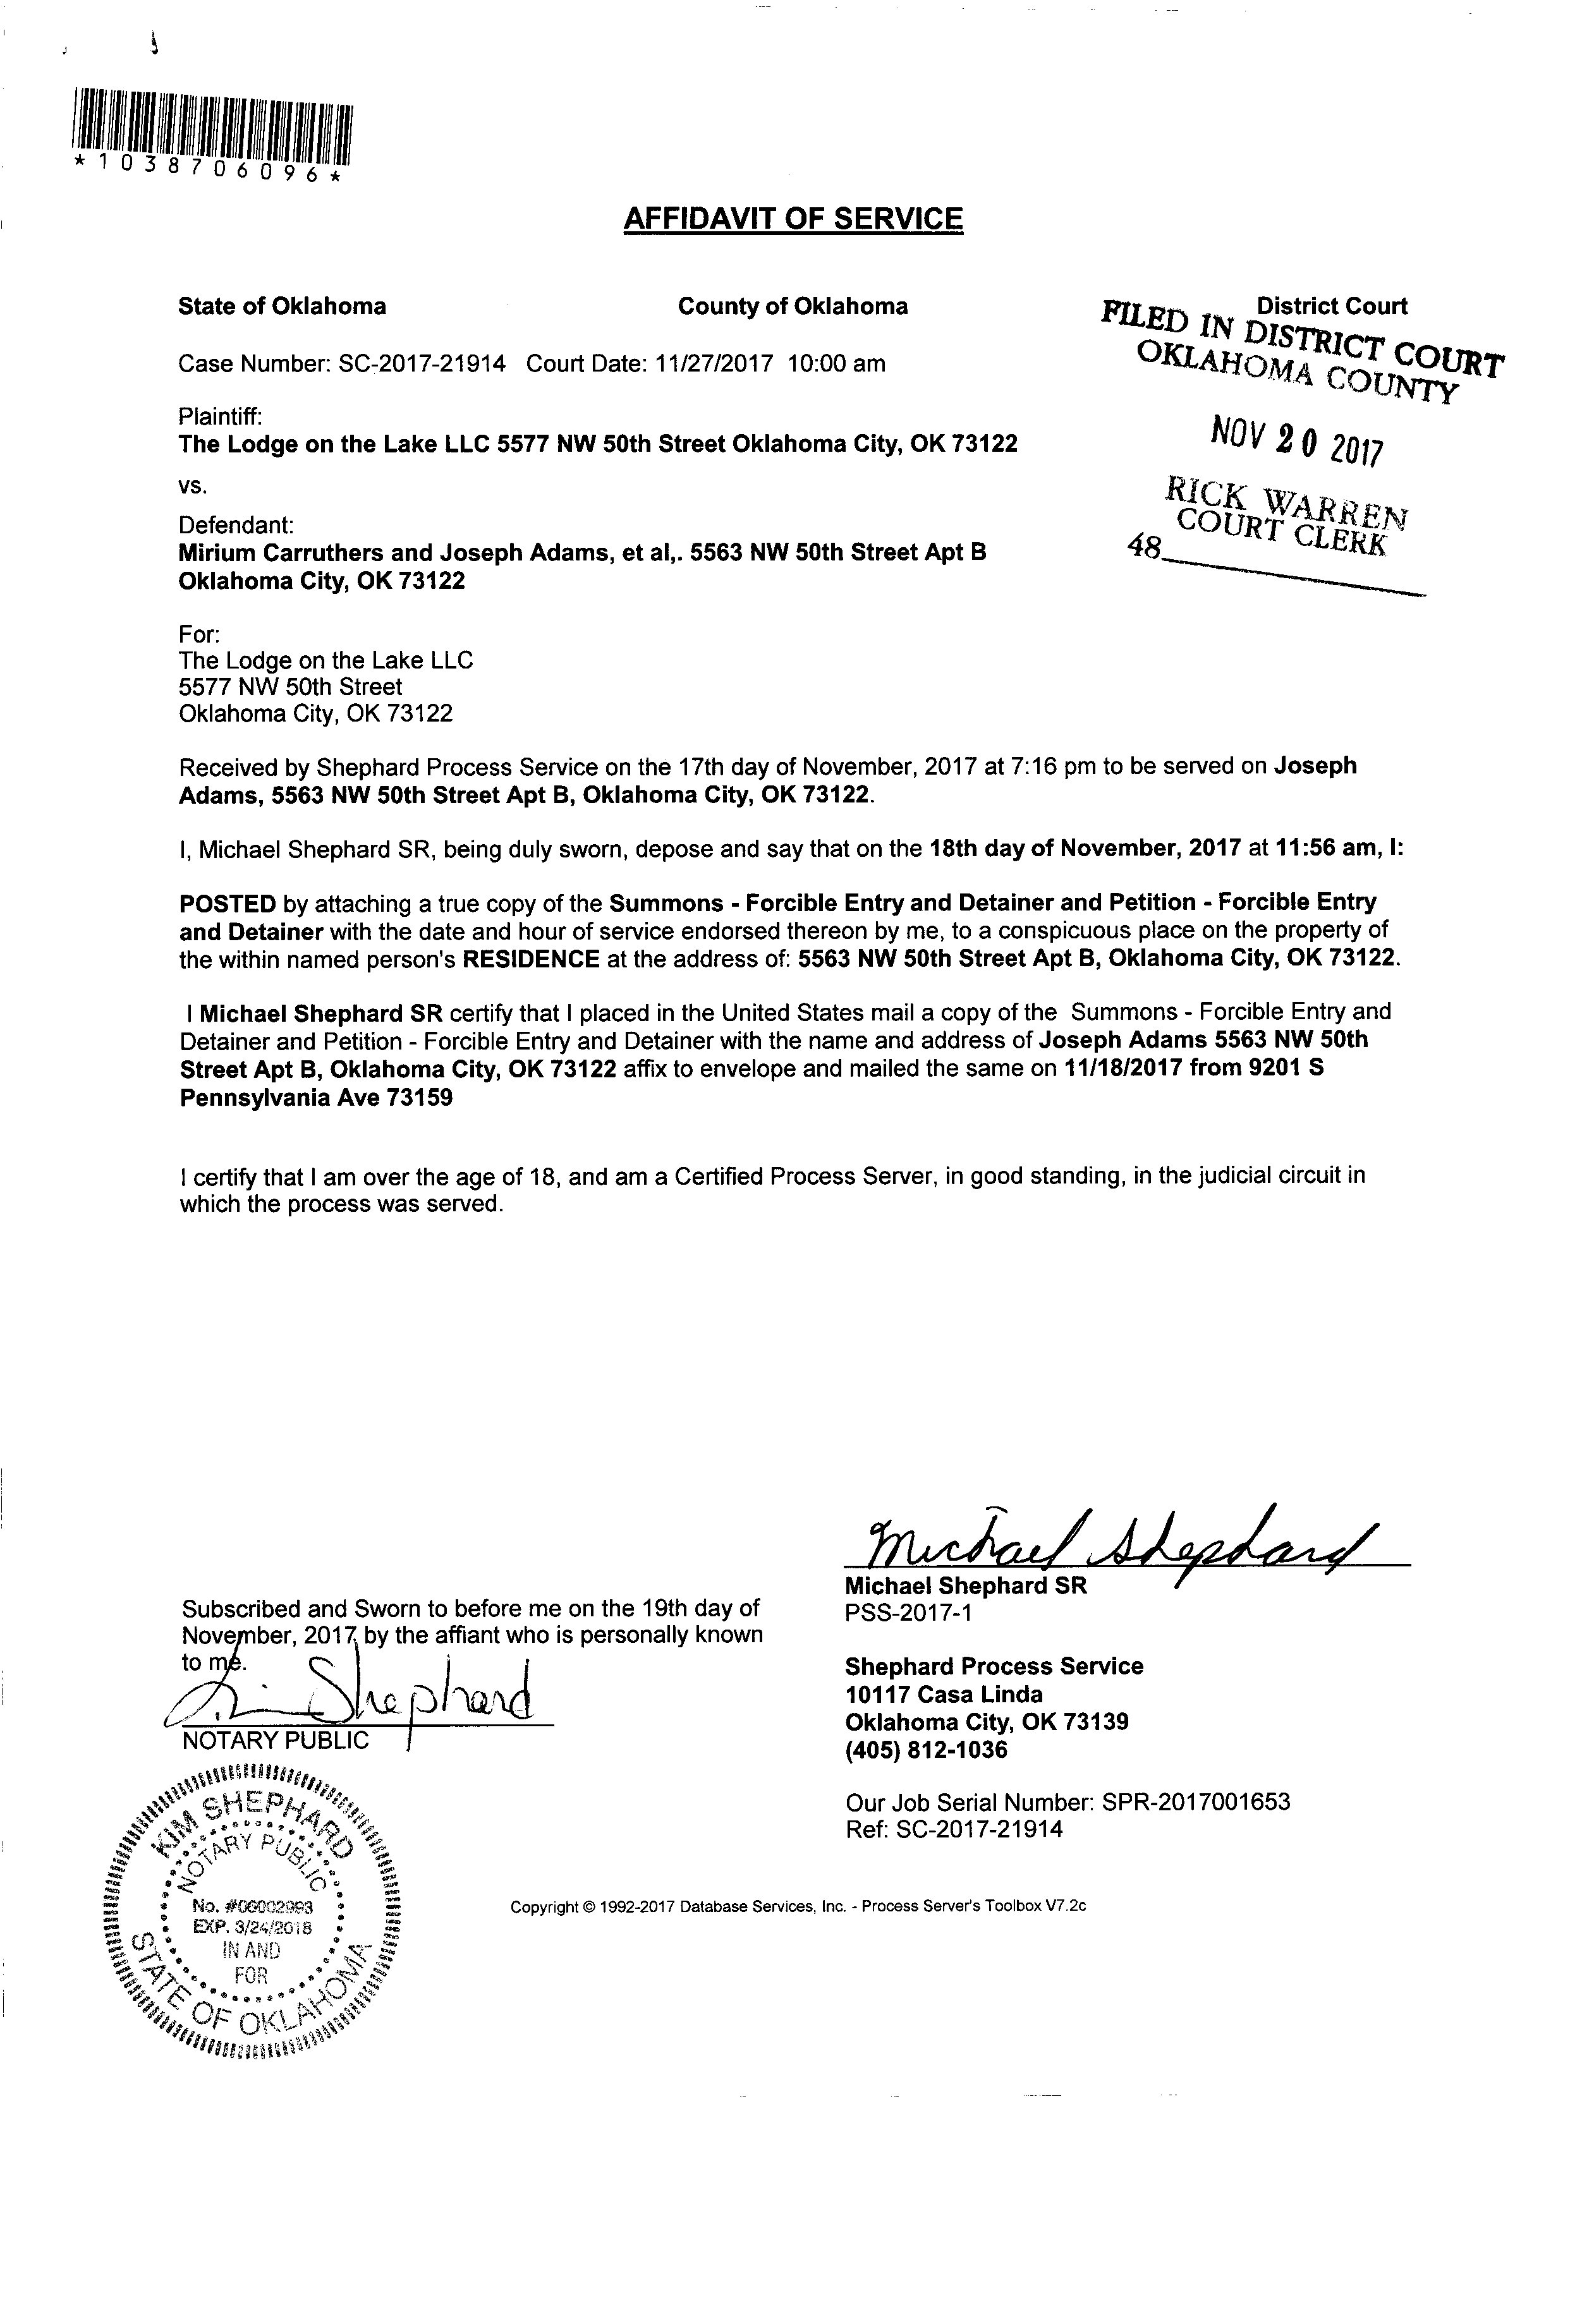 *1038706096*
AFFIDAVIT OF SERVICE
State of Oklahoma County of Oklahoma District Court
FILED IN DISTRICT COURT
OKLAHOMA COUNTY
NOV 20 2017
RICK WARREN
COURT CLERK
48
Case Number: SC-2017-21914 Court Date: 11/27/2017 10:00 am
Plaintiff:
The Lodge on the Lake LLC 5577 NW 50th Street Oklahoma City, OK 73122
vs.
Defendant:
Mirium Carruthers and Joseph Adams, et al,. 5563 NW 50th Street Apt B
Oklahoma City, OK 73122
For:
The Lodge on the Lake LLC
5577 NW 50th Street
Oklahoma City, OK 73122
Received by Shephard Process Service on the 17th day of November, 2017 at 7:16 pm to be served on Joseph
Adams, 5563 NW 50th Street Apt B, Oklahoma City, OK 73122.
I, Michael Shephard SR, being duly sworn, depose and say that on the 18th day of November, 2017 at 11:56 am, I:
POSTED by attaching a true copy of the Summons - Forcible Entry and Detainer and Petition - Forcible Entry
and Detainer with the date and hour of service endorsed thereon by me, to a conspicuous place on the property of
the within named person's RESIDENCE at the address of: 5563 NW 50th Street Apt B, Oklahoma City, OK 73122.
I Michael Shephard SR certify that I placed in the United States mail a copy of the Summons - Forcible Entry and
Detainer and Petition - Forcible Entry and Detainer with the name and address of Joseph Adams 5563 NW 50th
Street Apt B, Oklahoma City, OK 73122 affix to envelope and mailed the same on 11/18/2017 from 9201 S
Pennsylvania Ave 73159
I certify that I am over the age of 18, and am a Certified Process Server, in good standing, in the judicial circuit in
which the process was served.
Michael Shephard
Michael Shephard SR
PSS-2017-1
Shephard Process Service
10117 Casa Linda
Oklahoma City, OK 73139
(405) 812-1036
Our Job Serial Number: SPR-2017001653
Ref: SC-2017-21914
Subscribed and Sworn to before me on the 19th day of
November, 2017 by the affiant who is personally known
to me.
Kim Shephard
NOTARY PUBLIC
KIM SHEPHARD
NOTARY PUBLIC
No. #06002993
EXP. 3/24/2018
IN AND
FOR
STATE OF OKLAHOMA
Copyright © 1992-2017 Database Services, Inc. - Process Server's Toolbox V7.2c